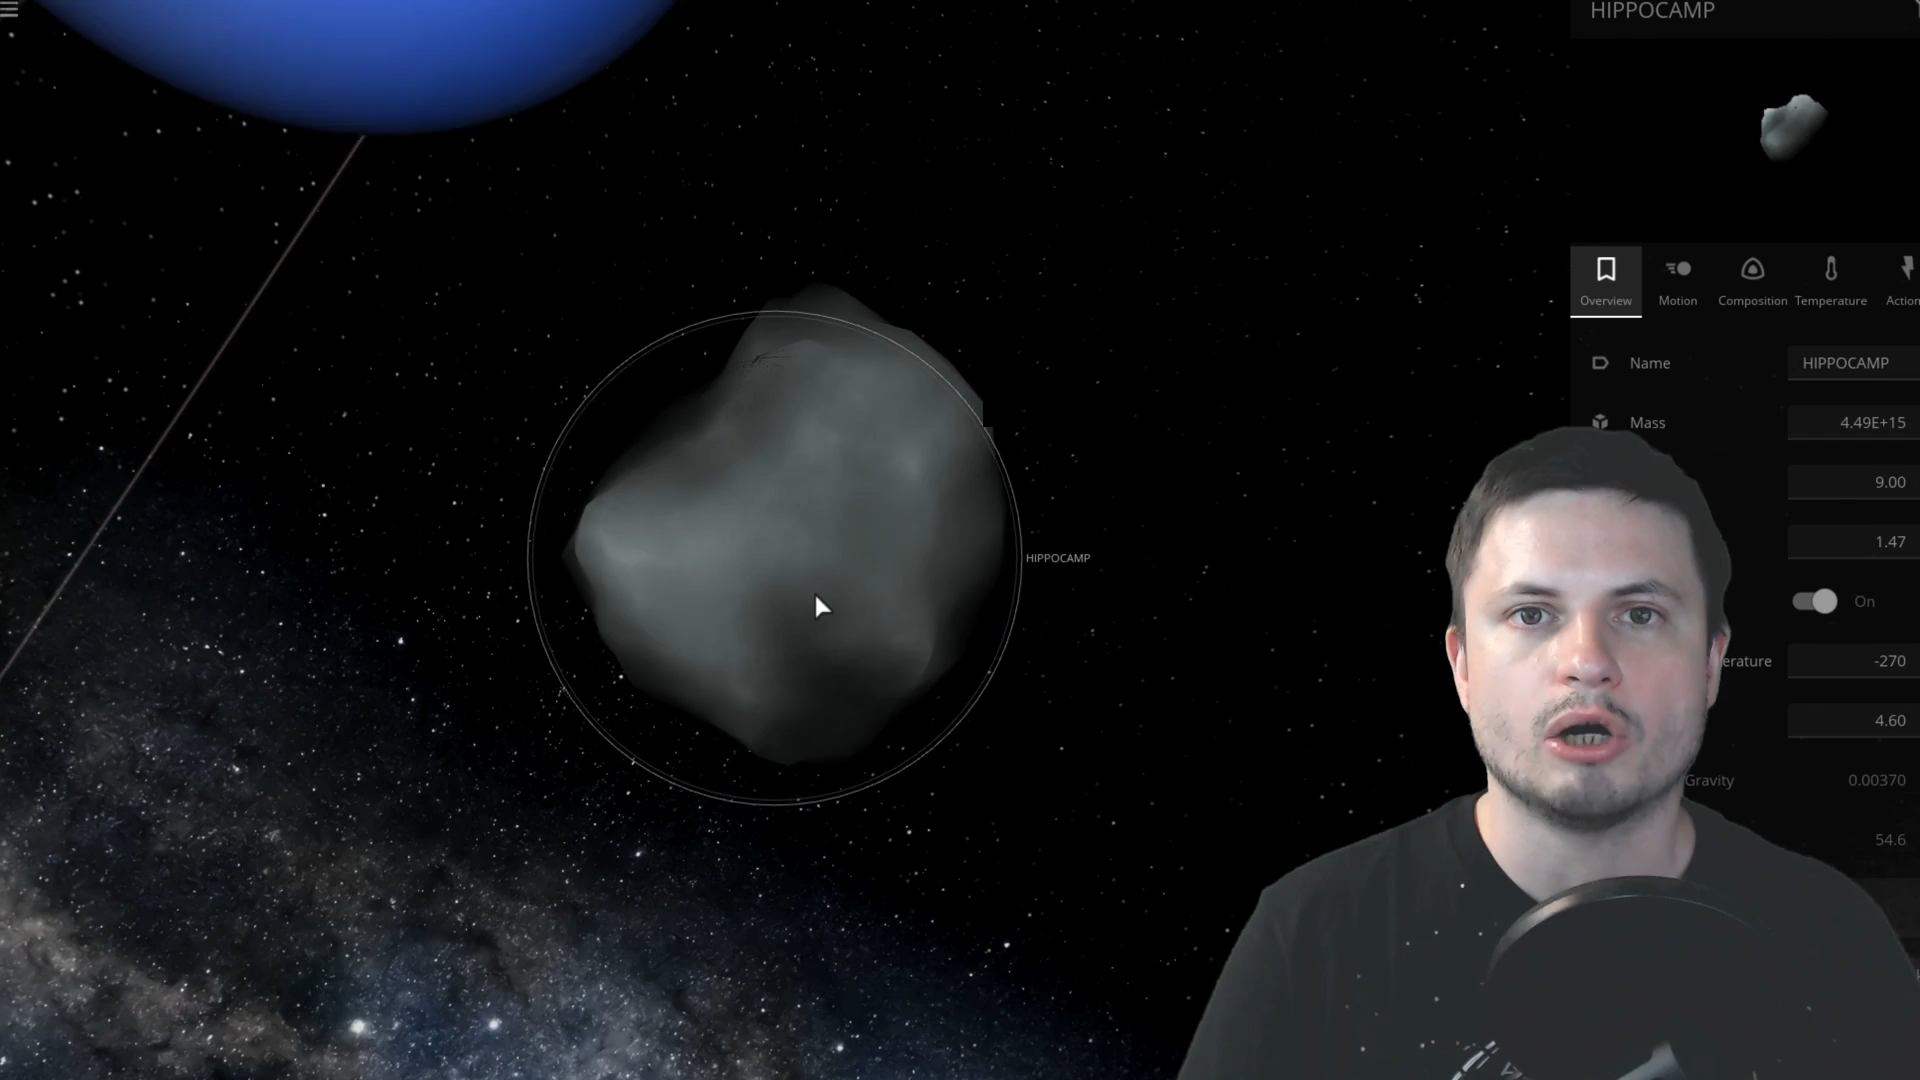 HIPPOCAMP
Overview
Motion
Composition
Temperature
Name
HIPPOCAMP
Mass
4.49E+15
9.00
1.47
HIPPOCAMP
On
erature
-270
4.60
Gravity
0.00370
54.6